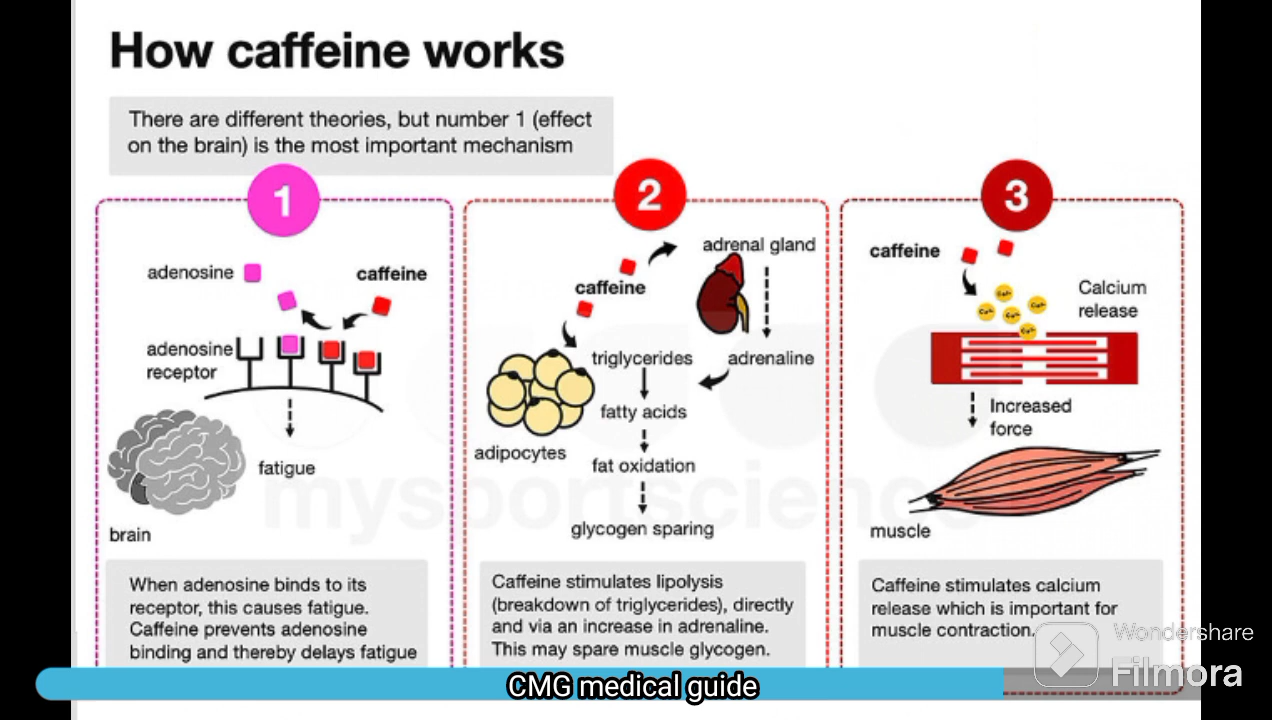 How caffeine works
There are different theories, but number 1 (effect
on the brain) is the most important mechanism
1
adenosine
caffeine
adenosine
receptor
fatigue
brain
When adenosine binds to its
receptor, this causes fatigue.
Caffeine prevents adenosine
binding and thereby delays fatigue
2
adrenal gland
caffeine
triglycerides
adrenaline
fatty acids
adipocytes
fat oxidation
glycogen sparing
Caffeine stimulates lipolysis
(breakdown of triglycerides), directly
and via an increase in adrenaline.
This may spare muscle glycogen.
3
caffeine
Calcium
release
Increased
force
muscle
Caffeine stimulates calcium
release which is important for
muscle contraction.
mysportscience
Wondershare
Filmora
CMG medical guide